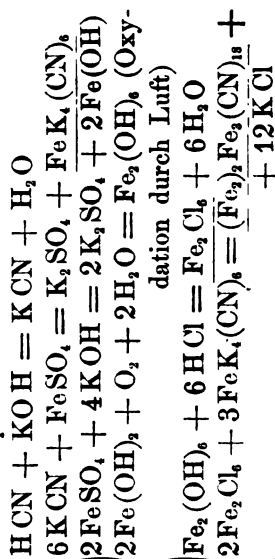 HCN + KOH = KCN + H₂O
6KCN + FeSO₄ = K₂SO₄ + FeK₄(CN)₆
2FeSO₄ + 4KOH = 2K₂SO₄ + 2Fe(OH)
2Fe(OH)₂ + O₂ + 2H₂O = Fe₂(OH)₆ (Oxy-
dation durch Luft)
Fe₂(OH)₆ + 6HCl = Fe₂Cl₆ + 6H₂O
2Fe₂Cl₆ + 3FeK₄(CN)₆ = (Fe₂)₂Fe₃(CN)₁₈ +
+ 12KCl